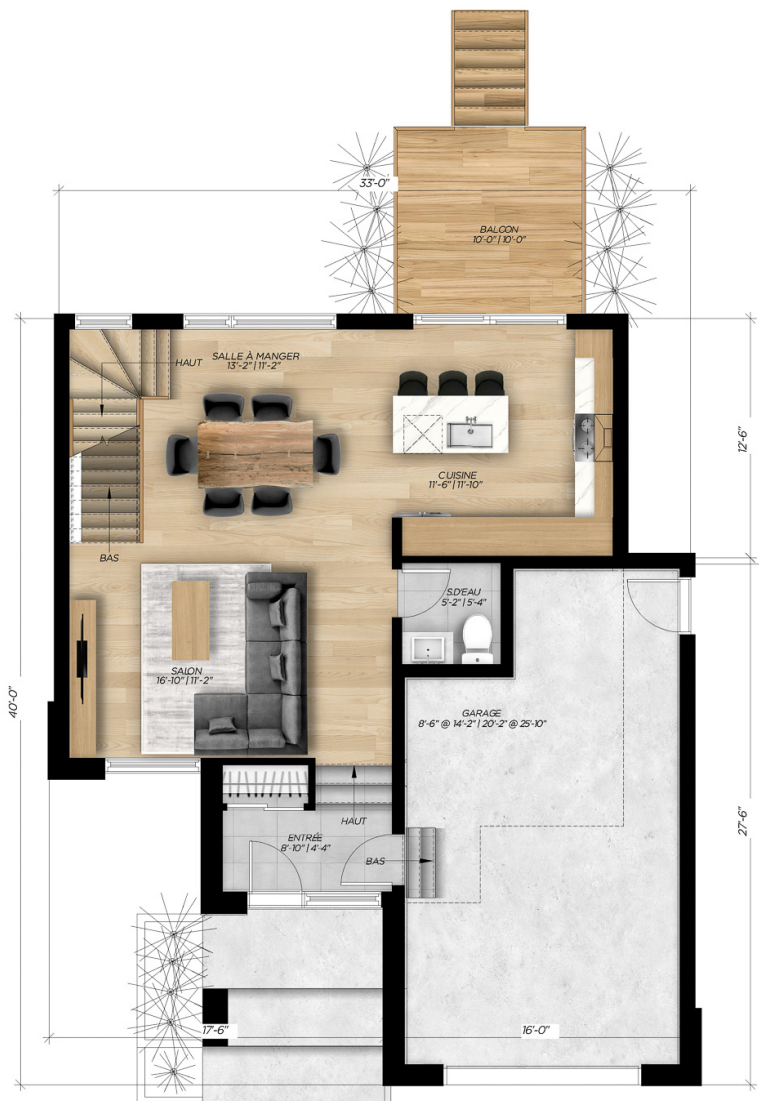 33'-0"
BALCON
10'-0" | 10'-0"
HAUT
SALLE À MANGER
13'-2" | 11'-2"
12'-6"
CUISINE
11'-6" | 11'-10"
BAS
S.D'EAU
5'-2" | 5'-4"
SALON
16'-10" | 11'-2"
40'-0"
GARAGE
8'-6" @ 14'-2" | 20'-2" @ 25'-10"
HAUT
27'-6"
ENTRÉE
8'-10" | 4'-4"
BAS
17'-6"
16'-0"